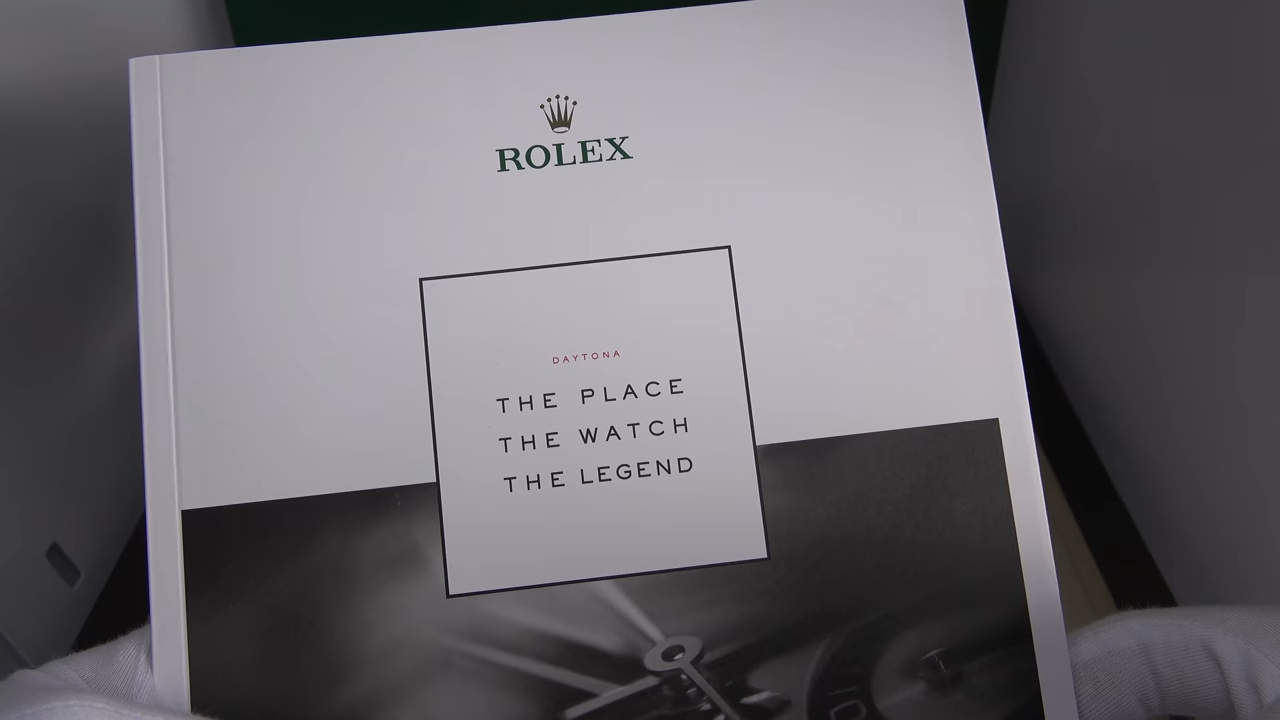 ROLEX
DAYTONA
THE PLACE
THE WATCH
THE LEGEND